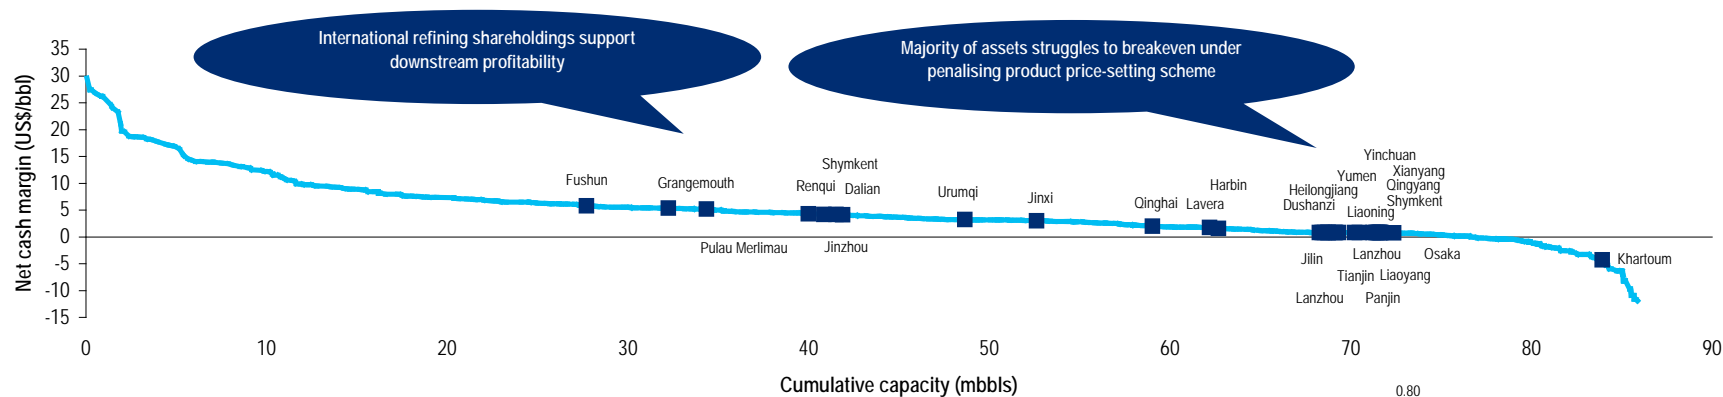 International refining shareholdings support
downstream profitability
Majority of assets struggles to breakeven under
penalising product price-setting scheme
Net cash margin (US$/bbl)
35
30
25
20
15
10
5
0
-5
-10
-15
Fushun
Grangemouth
Pulau Merlimau
Renqui
Shymkent
Dalian
Jinzhou
Urumqi
Jinxi
Qinghai
Lavera
Harbin
Yinchuan
Yumen
Xianyang
Heilongjiang
Qingyang
Dushanzi
Shymkent
Liaoning
Jilin
Lanzhou
Osaka
Tianjin
Liaoyang
Lanzhou
Panjin
Khartoum
0
10
20
30
40
50
60
70
80
90
Cumulative capacity (mbbls)
0.80